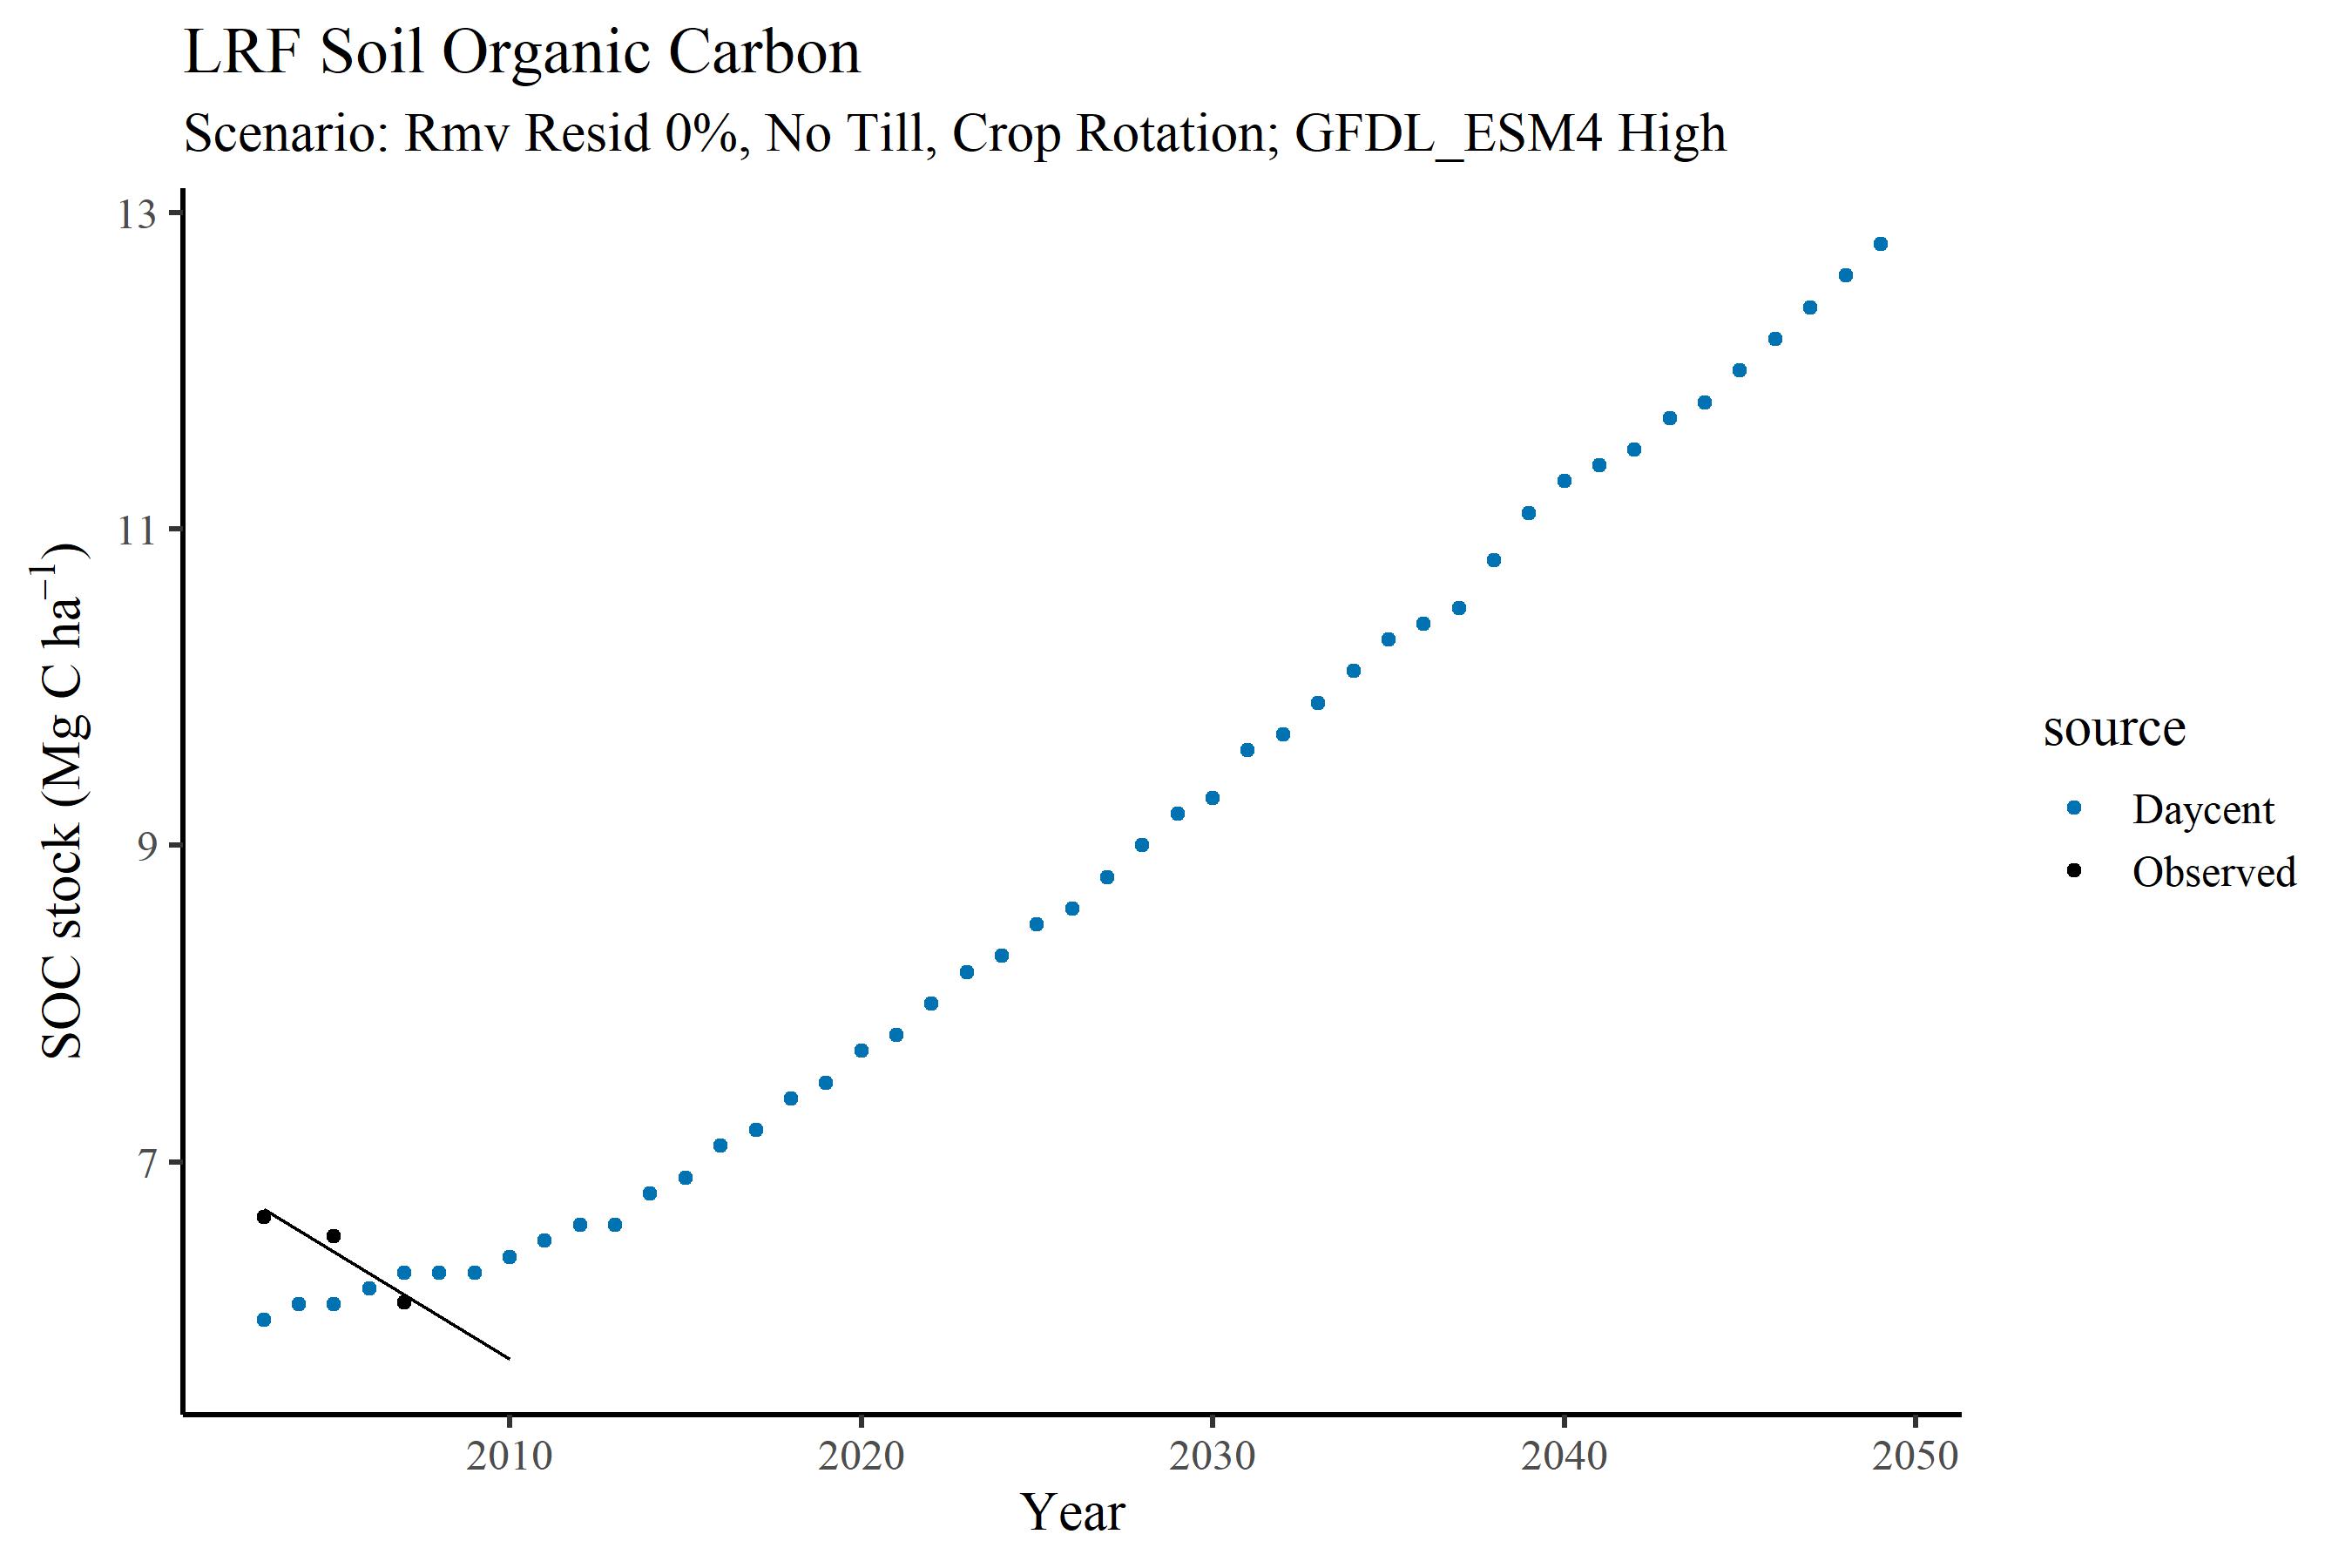 LRF Soil Organic Carbon
Scenario: Rmv Resid 0%, No Till, Crop Rotation; GFDL_ESM4 High
13
11
9
7
SOC stock (Mg C ha⁻¹)
2010 2020 2030 2040 2050
Year
source
Daycent
Observed